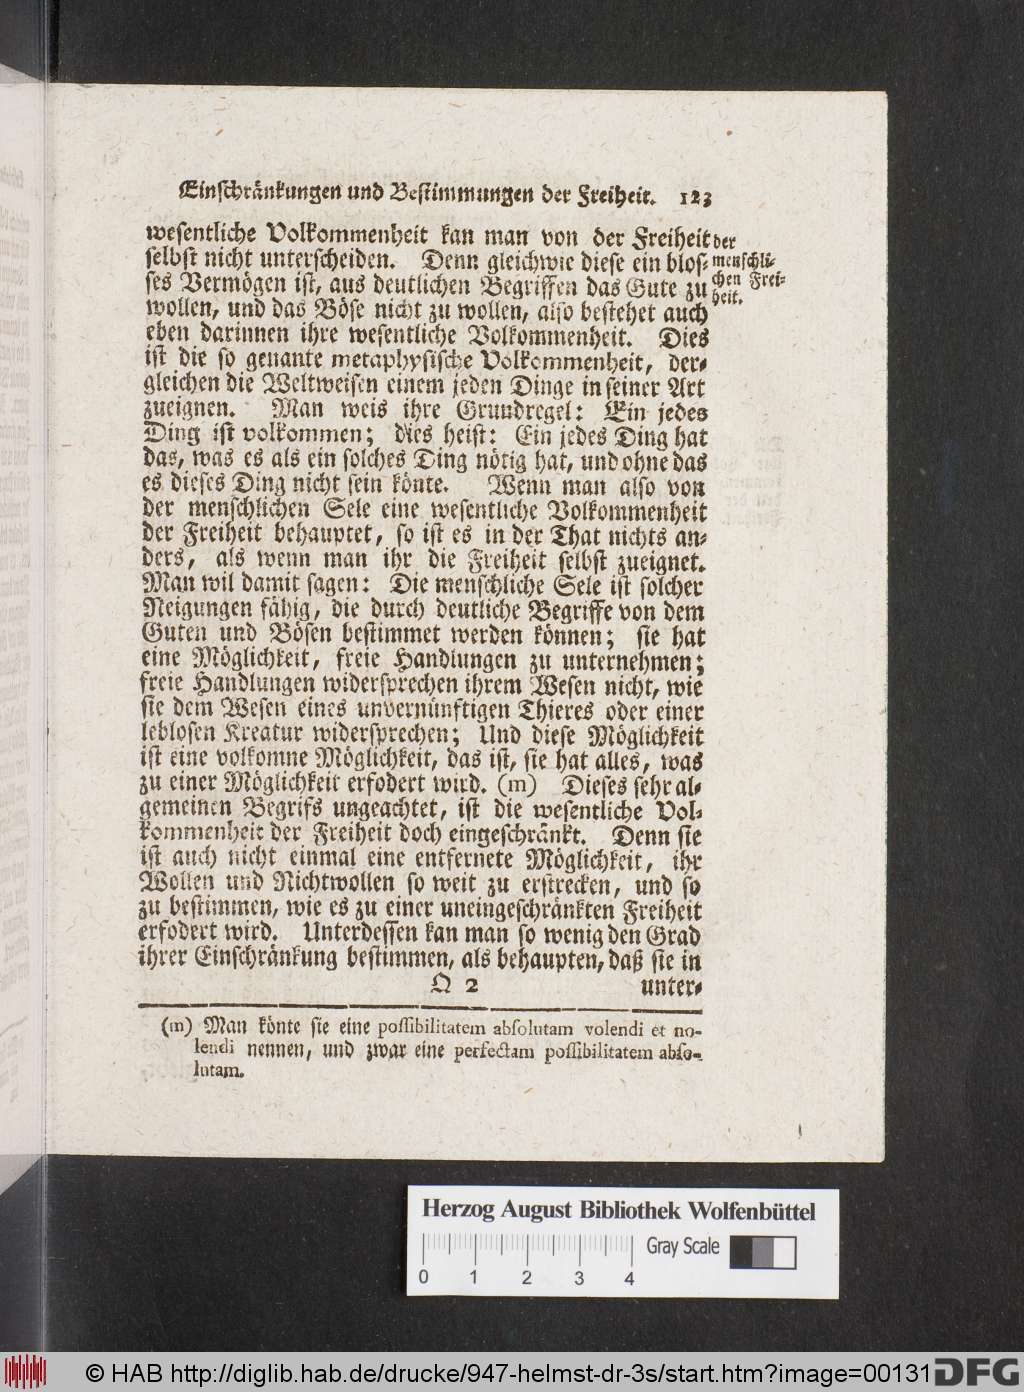 Einschränkungen und Bestimmungen der Freiheit. 123
wesentliche Volkommenheit kan man von der Freiheit
selbst nicht unterscheiden. Denn gleichwie diese ein blos-
ses Vermögen ist, aus deutlichen Begriffen das Gute zu
wollen, und das Böse nicht zu wollen, also bestehet auch
eben darinnen ihre wesentliche Volkommenheit. Dies
ist die so genante metaphysische Volkommenheit, der-
gleichen die Weltweisen einem jeden Dinge in seiner Art
zueignen. Man weis ihre Grundregel: Ein jedes
Ding ist volkommen; dies heist: Ein jedes Ding hat
das, was es als ein solches Ding nötig hat, und ohne das
es dieses Ding nicht sein könte. Wenn man also von
der menschlichen Sele eine wesentliche Volkommenheit
der Freiheit behauptet, so ist es in der That nichts an-
ders, als wenn man ihr die Freiheit selbst zueignet.
Man wil damit sagen: Die menschliche Sele ist solcher
Neigungen fähig, die durch deutliche Begriffe von dem
Guten und Bösen bestimmet werden können; sie hat
eine Möglichkeit, freie Handlungen zu unternehmen;
freie Handlungen widersprechen ihrem Wesen nicht, wie
sie dem Wesen eines unvernünftigen Thieres oder einer
leblosen Kreatur widersprechen; Und diese Möglichkeit
ist eine volkomne Möglichkeit, das ist, sie hat alles, was
zu einer Möglichkeit erfodert wird. (m) Dieses sehr al-
gemeinen Begrifs ungeachtet, ist die wesentliche Vol-
kommenheit der Freiheit doch eingeschränkt. Denn sie
ist auch nicht einmal eine entfernete Möglichkeit, ihr
Wollen und Nichtwollen so weit zu erstrecken, und so
zu bestimmen, wie es zu einer uneingeschränkten Freiheit
erfodert wird. Unterdessen kan man so wenig den Grad
ihrer Einschränkung bestimmen, als behaupten, daß sie in
Q 2 unter-
der
menschli-
chen Frei-
heit.
(m) Man könte sie eine possibilitatem absolutam volendi et no-
lendi nennen, und zwar eine perfectam possibilitatem abso-
lutam.
Herzog August Bibliothek Wolfenbüttel
Gray Scale
0 1 2 3 4
© HAB http://diglib.hab.de/drucke/947-helmst-dr-3s/start.htm?image=00131
DFG